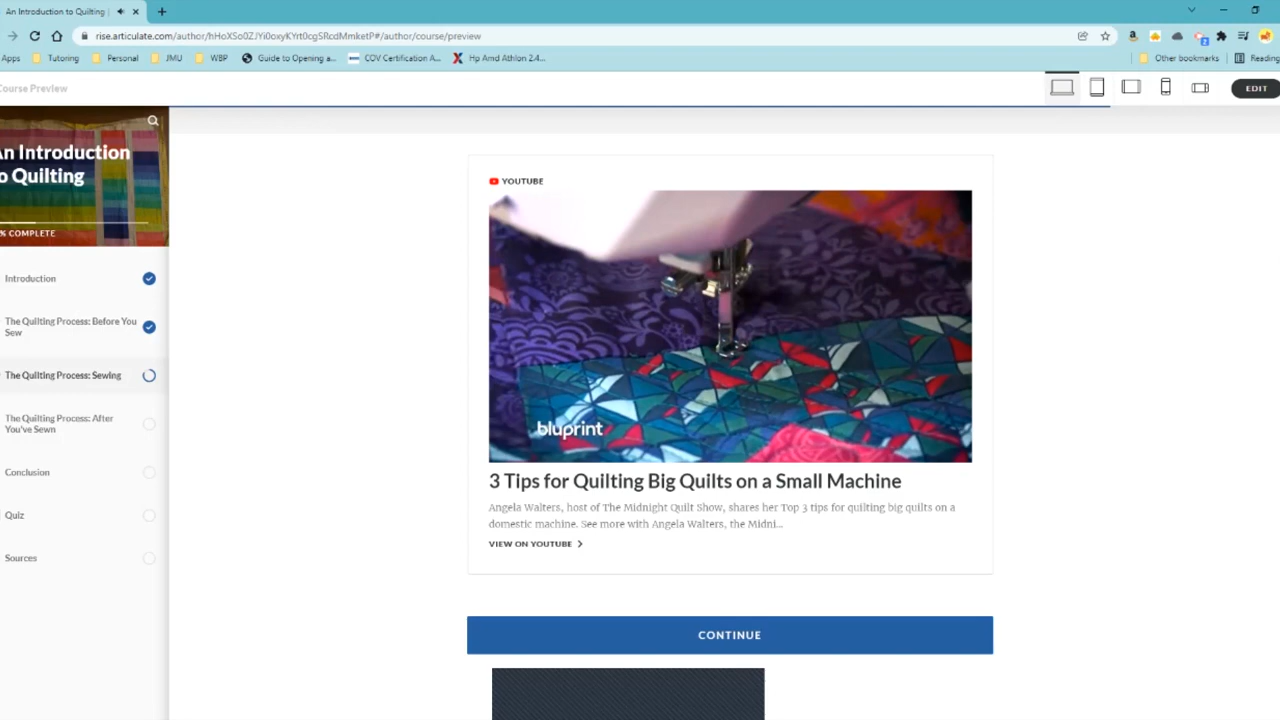 An Introduction to Quilting |
rise.articulate.com/author/hHoXSo0ZJYi0oxyKYrt0cgSRcdMmketP#/author/course/preview
Apps
Tutoring
Personal
JMU
WBP
Guide to Opening a...
COV Certification A...
Hp Amd Athlon 2.4...
Other bookmarks
Reading
Course Preview
EDIT
An Introduction
to Quilting
% COMPLETE
Introduction
The Quilting Process: Before You
Sew
The Quilting Process: Sewing
The Quilting Process: After
You've Sewn
Conclusion
Quiz
Sources
YOUTUBE
bluprint
3 Tips for Quilting Big Quilts on a Small Machine
Angela Walters, host of The Midnight Quilt Show, shares her Top 3 tips for quilting big quilts on a
domestic machine. See more with Angela Walters, the Midni...
VIEW ON YOUTUBE
CONTINUE